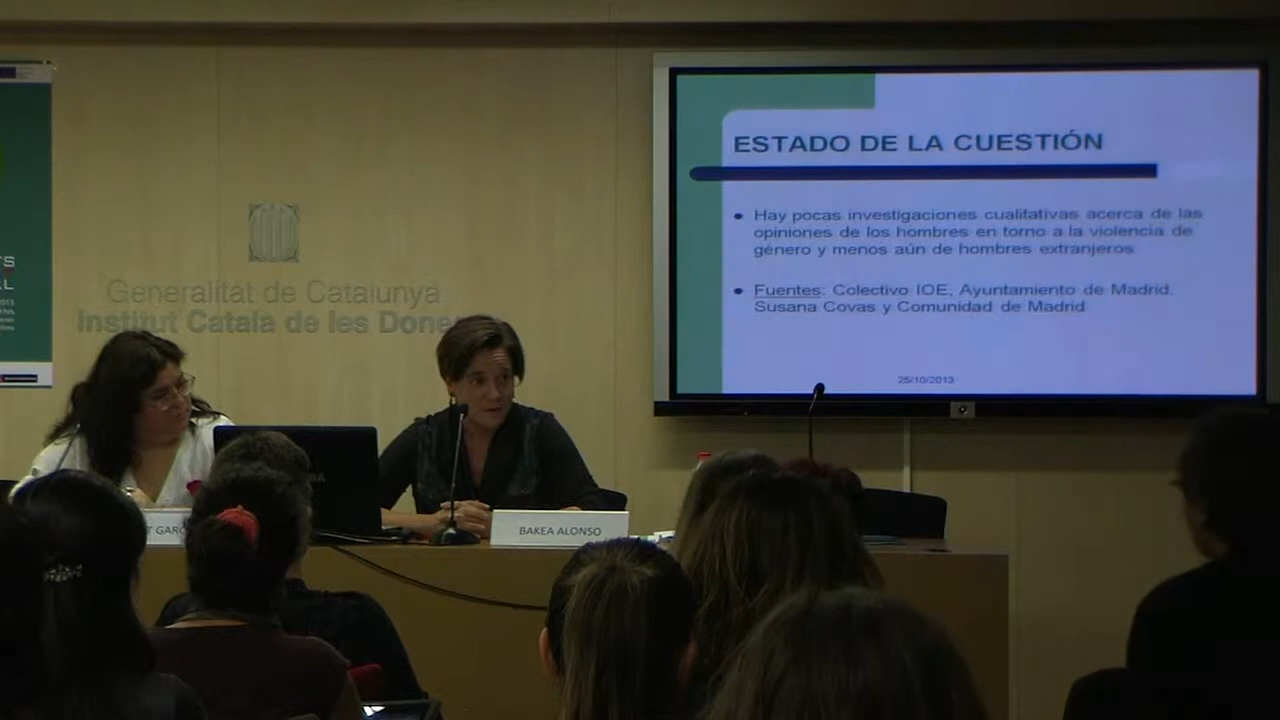 ESTADO DE LA CUESTIÓN
Hay pocas investigaciones cualitativas acerca de las
opiniones de los hombres en torno a la violencia de
género y menos aún de hombres extranjeros
Fuentes: Colectivo IOE, Ayuntamiento de Madrid,
Susana Covas y Comunidad de Madrid
25/10/2013
Generalitat de Catalunya
Institut Català de les Dones
BAKEA ALONSO